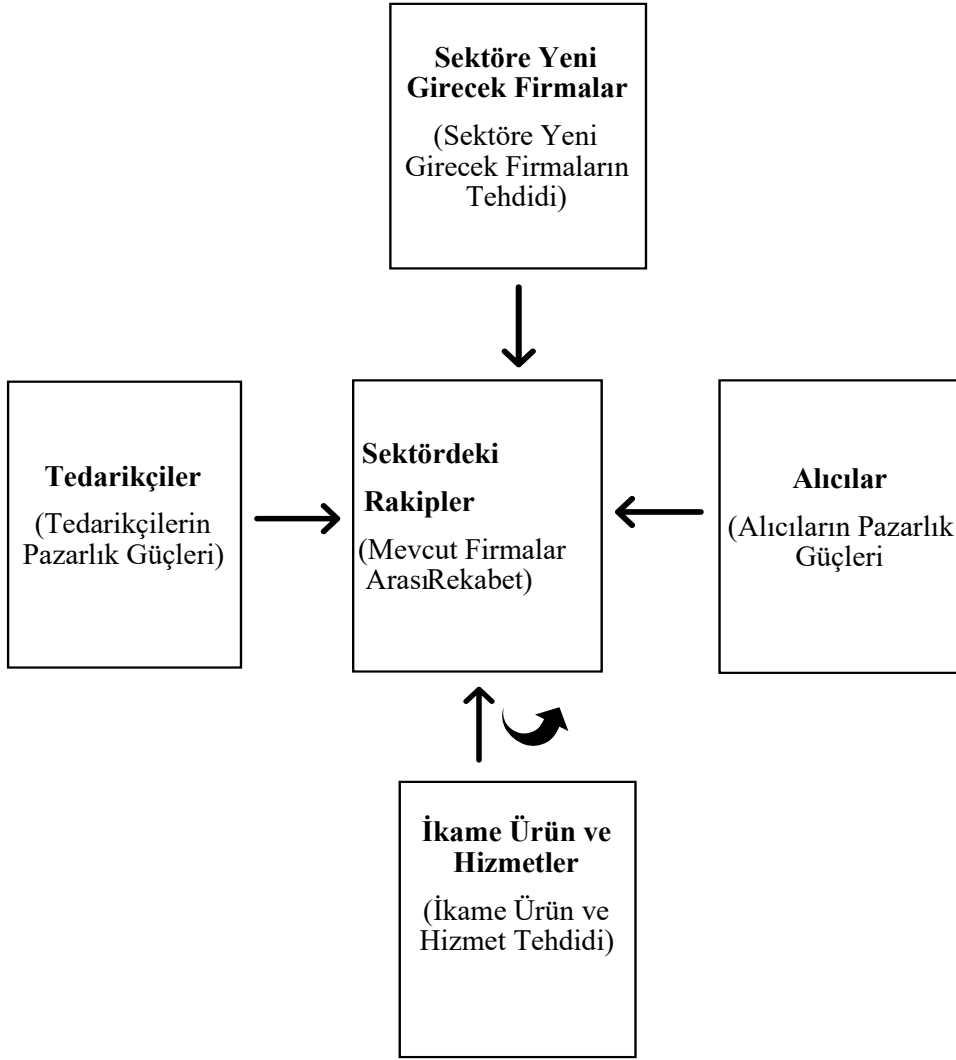 Sektöre Yeni
Girecek Firmalar
(Sektöre Yeni
Girecek Firmaların
Tehdidi)
Tedarikçiler
(Tedarikçilerin
Pazarlık Güçleri)
Sektördeki
Rakipler
(Mevcut Firmalar
ArasıRekabet)
Alıcılar
(Alıcıların Pazarlık
Güçleri
İkame Ürün ve
Hizmetler
(İkame Ürün ve
Hizmet Tehdidi)